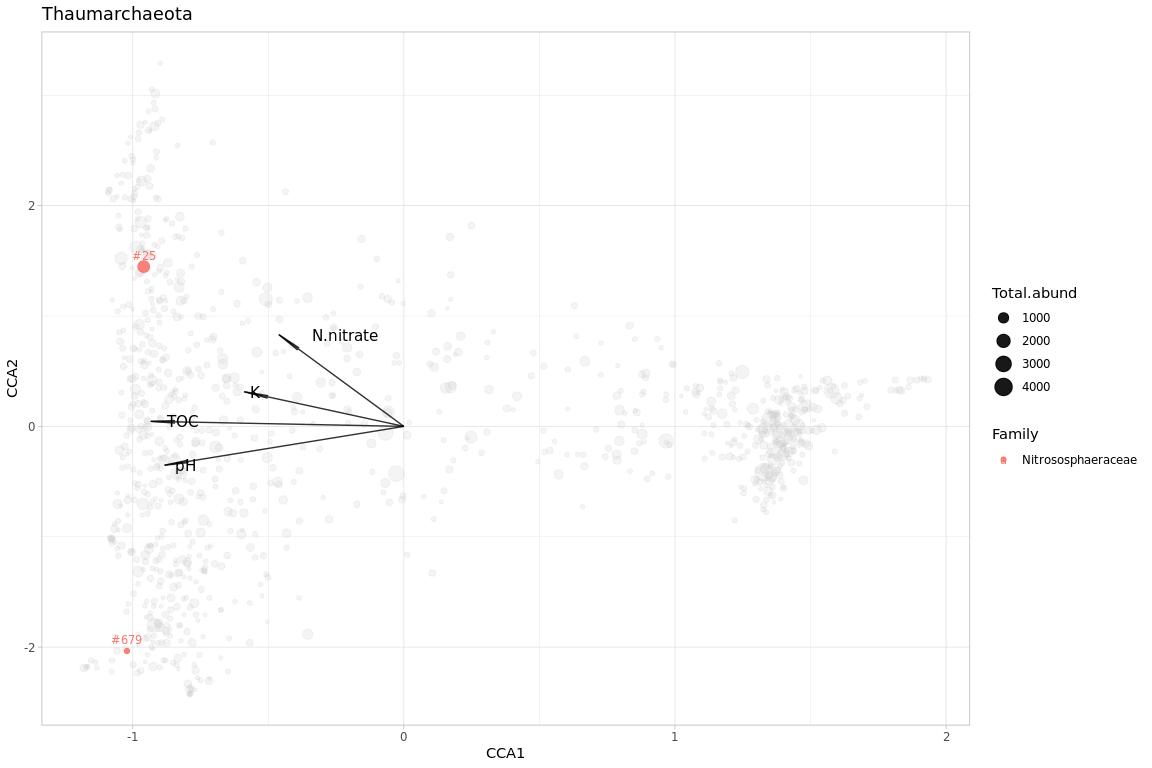 Thaumarchaeota
CCA2
2
0
-2
#25
N.nitrate
K
TOC
pH
#679
-1
0
1
2
CCA1
Total.abund
1000
2000
3000
4000
Family
Nitrososphaeraceae